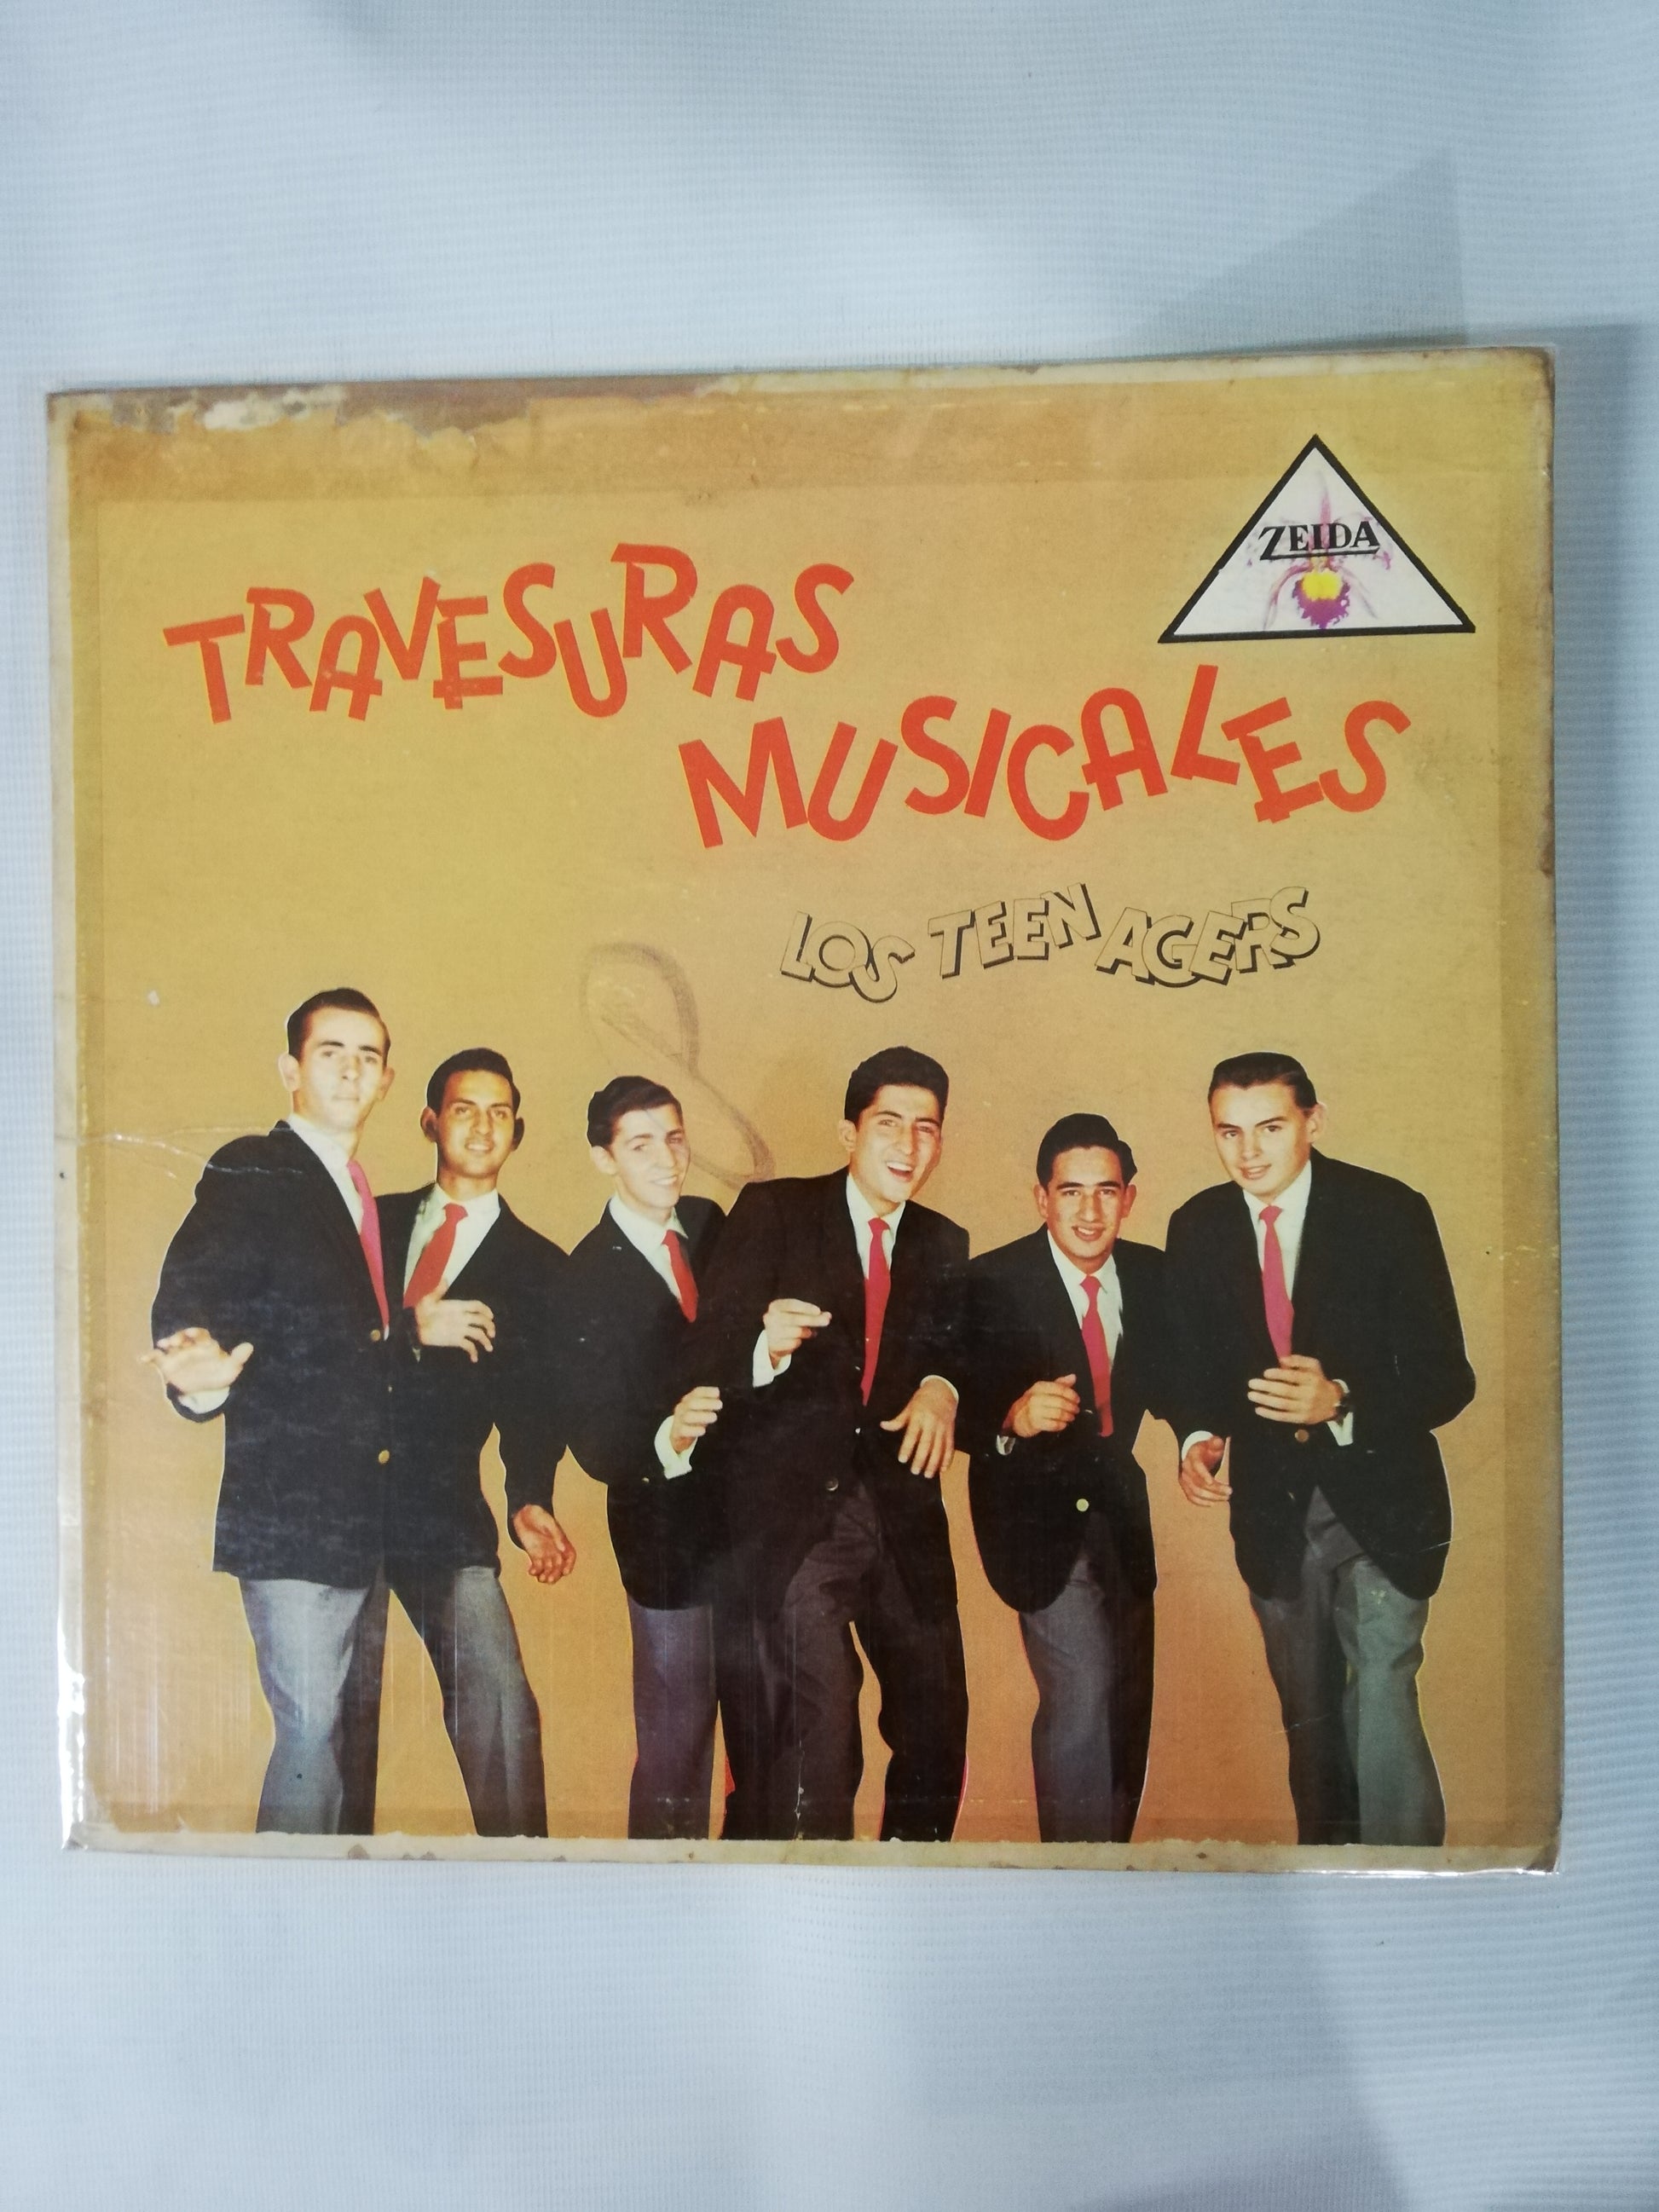 ZEIDA
TRAVESURAS
MUSICALES
LOS TEEN AGERS